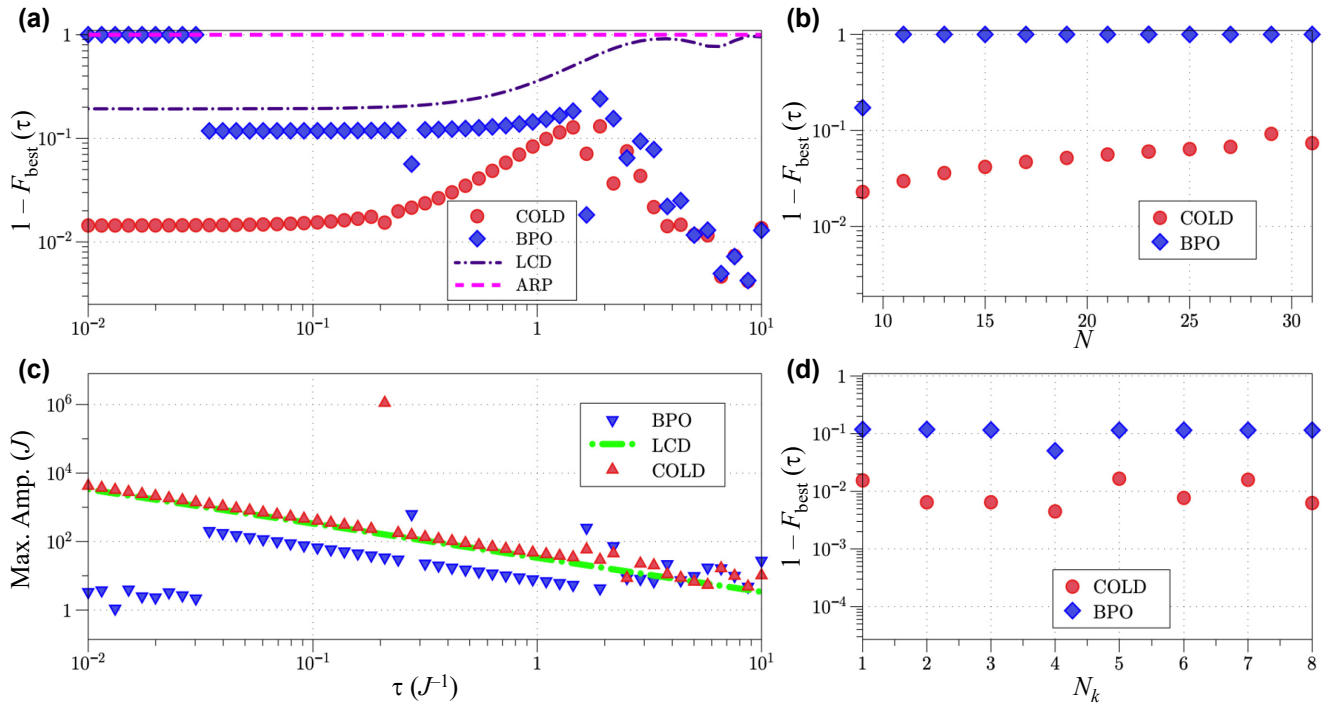 (a)
1 − F_best(τ)
1
10⁻¹
10⁻²
COLD
BPO
LCD
ARP
10⁻² 10⁻¹ 1 10¹
(b)
1 − F_best(τ)
1
10⁻¹
10⁻²
COLD
BPO
10 15 20 25 30
N
(c)
Max. Amp. (J)
10⁶
10⁴
10²
1
BPO
LCD
COLD
10⁻² 10⁻¹ 1 10¹
τ (J⁻¹)
(d)
1 − F_best(τ)
1
10⁻¹
10⁻²
10⁻³
10⁻⁴
COLD
BPO
1 2 3 4 5 6 7 8
N_k